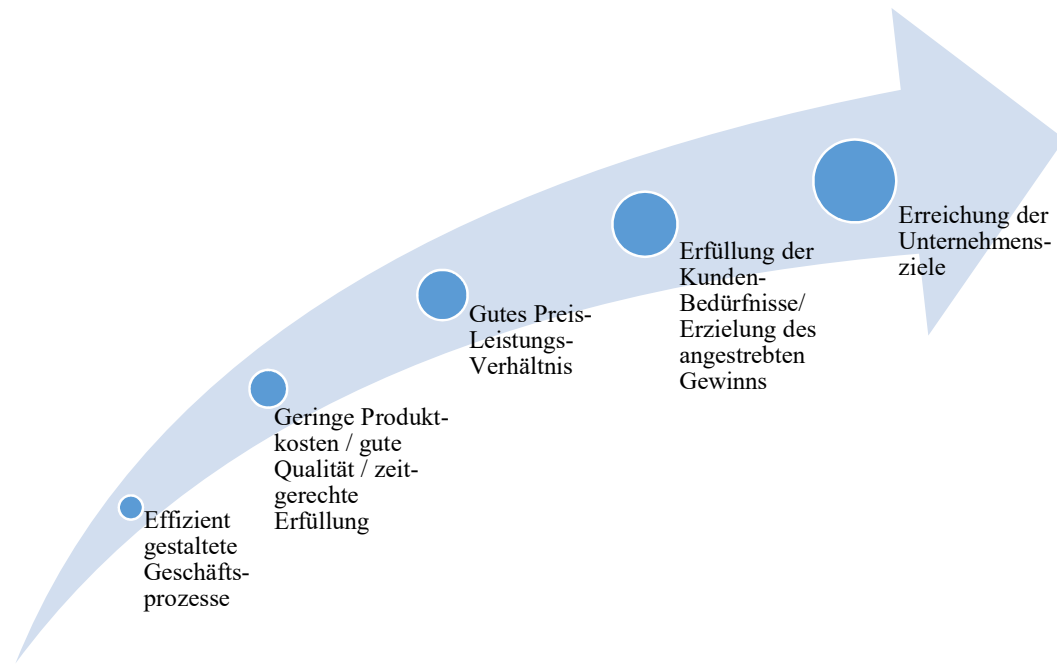 Effizient
gestaltete
Geschäfts-
prozesse
Geringe Produkt-
kosten / gute
Qualität / zeit-
gerechte
Erfüllung
Gutes Preis-
Leistungs-
Verhältnis
Erfüllung der
Kunden-
Bedürfnisse/
Erzielung des
angestrebten
Gewinns
Erreichung der
Unternehmens-
ziele